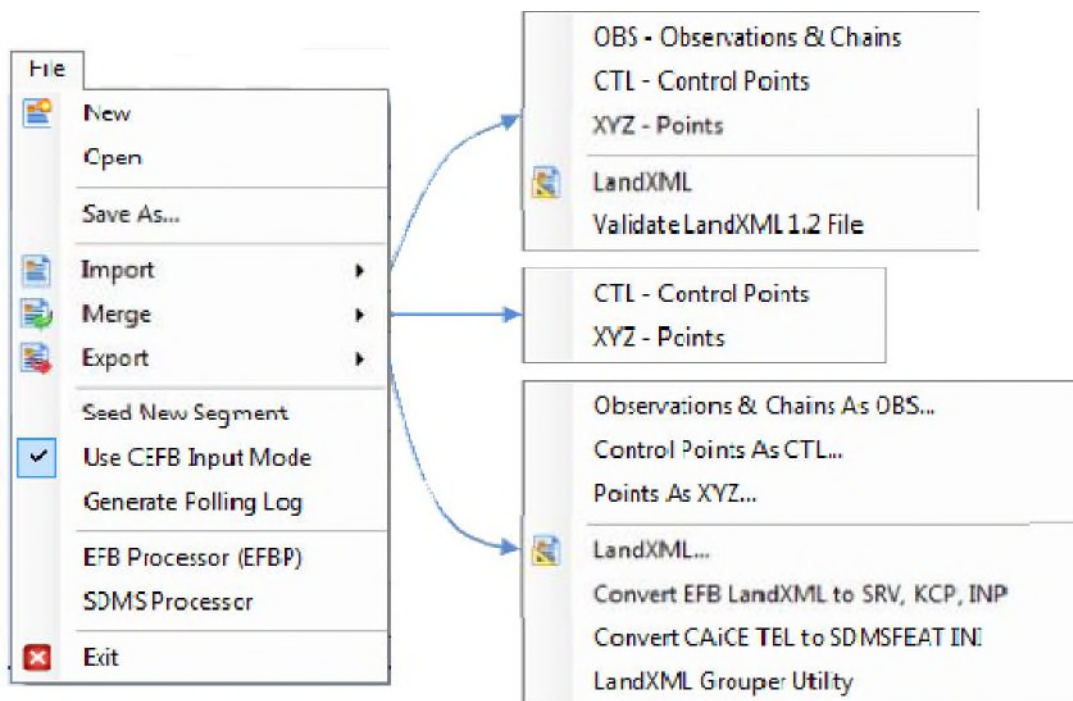 File
New
Open
Save As...
Import
Merge
Export
Seed New Segment
Use CEFB Input Mode
Generate Polling Log
EFB Processor (EFBP)
SDMS Processor
Exit
OBS - Observations & Chains
CTL - Control Points
XYZ - Points
LandXML
Validate LandXML 1.2 File
CTL - Control Points
XYZ - Points
Observations & Chains As OBS...
Control Points As CTL...
Points As XYZ...
LandXML...
Convert EFB LandXML to SRV, KCP, INP
Convert CAiCE TBL to SDMSFEAT INI
LandXML Grouper Utility